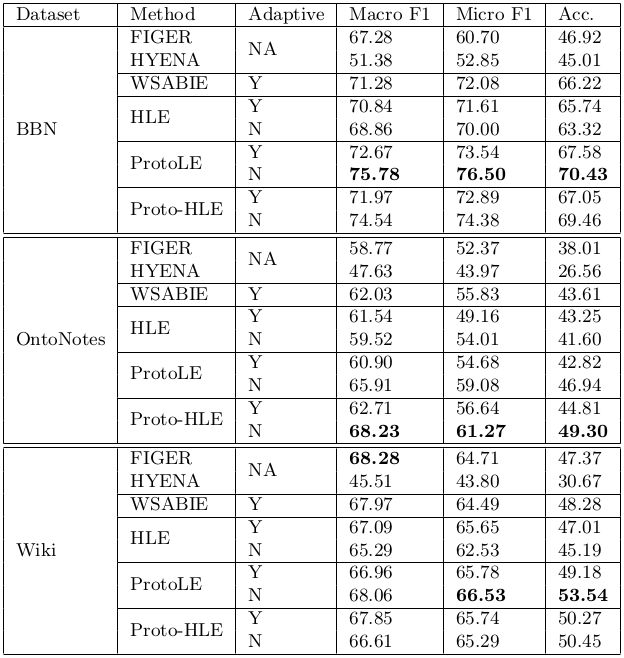 Dataset Method Adaptive Macro F1 Micro F1 Acc.
FIGER 67.28 60.70 46.92
NA
HYENA 51.38 52.85 45.01
WSABIE Y 71.28 72.08 66.22
Y 70.84 71.61 65.74
HLE
BBN N 68.86 70.00 63.32
Y 72.67 73.54 67.58
ProtoLE
N 75.78 76.50 70.43
Y 71.97 72.89 67.05
Proto-HLE
N 74.54 74.38 69.46
FIGER 58.77 52.37 38.01
NA
HYENA 47.63 43.97 26.56
WSABIE Y 62.03 55.83 43.61
Y 61.54 49.16 43.25
HLE
OntoNotes N 59.52 54.01 41.60
Y 60.90 54.68 42.82
ProtoLE
N 65.91 59.08 46.94
Y 62.71 56.64 44.81
Proto-HLE
N 68.23 61.27 49.30
FIGER 68.28 64.71 47.37
NA
HYENA 45.51 43.80 30.67
WSABIE Y 67.97 64.49 48.28
Y 67.09 65.65 47.01
HLE
Wiki N 65.29 62.53 45.19
Y 66.96 65.78 49.18
ProtoLE
N 68.06 66.53 53.54
Y 67.85 65.74 50.27
Proto-HLE
N 66.61 65.29 50.45